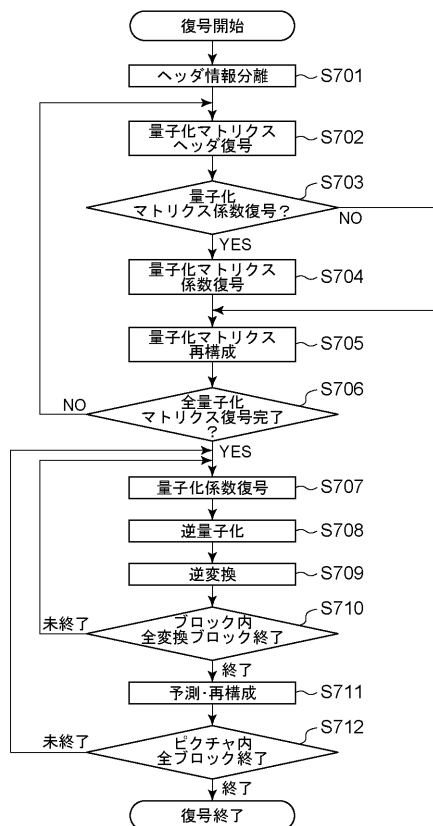 復号開始
ヘッダ情報分離
S701
量子化マトリクス
ヘッダ復号
S702
量子化
マトリクス係数復号?
S703
NO
YES
量子化マトリクス
係数復号
S704
量子化マトリクス
再構成
S705
全量子化
マトリクス復号完了
?
S706
NO
YES
量子化係数復号
S707
逆量子化
S708
逆変換
S709
ブロック内
全変換ブロック終了
S710
未終了
終了
予測・再構成
S711
ピクチャ内
全ブロック終了
S712
未終了
終了
復号終了